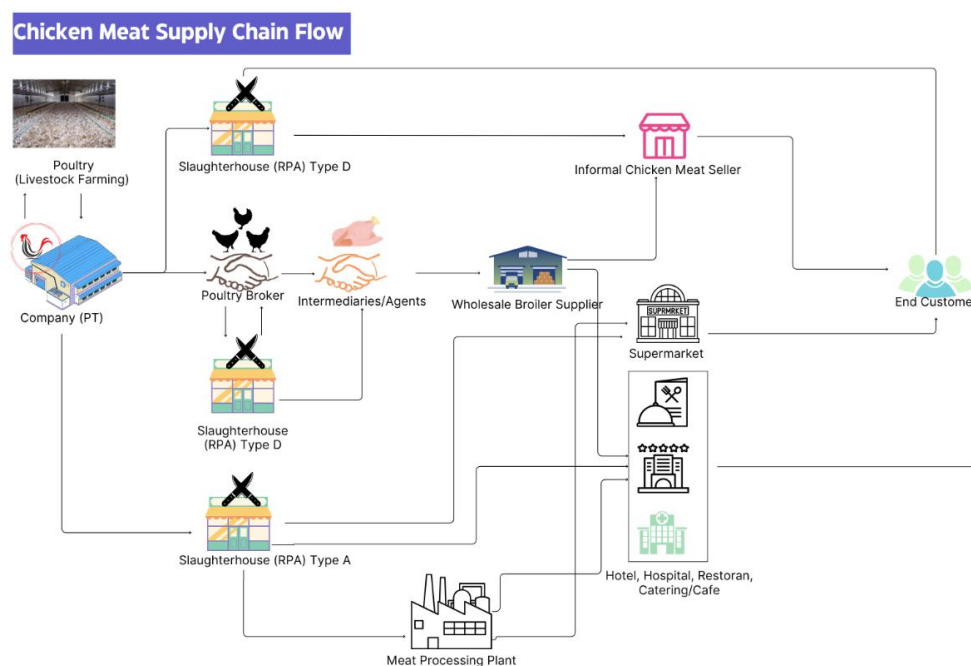 Chicken Meat Supply Chain Flow
Poultry
(Livestock Farming)
Slaughterhouse (RPA) Type D
Informal Chicken Meat Seller
Company (PT)
Poultry Broker
Intermediaries/Agents
Wholesale Broiler Supplier
SUPRMRKET
Supermarket
End Custome
Slaughterhouse
(RPA) Type D
Slaughterhouse (RPA) Type A
Hotel, Hospital, Restoran,
Catering/Cafe
Meat Processing Plant